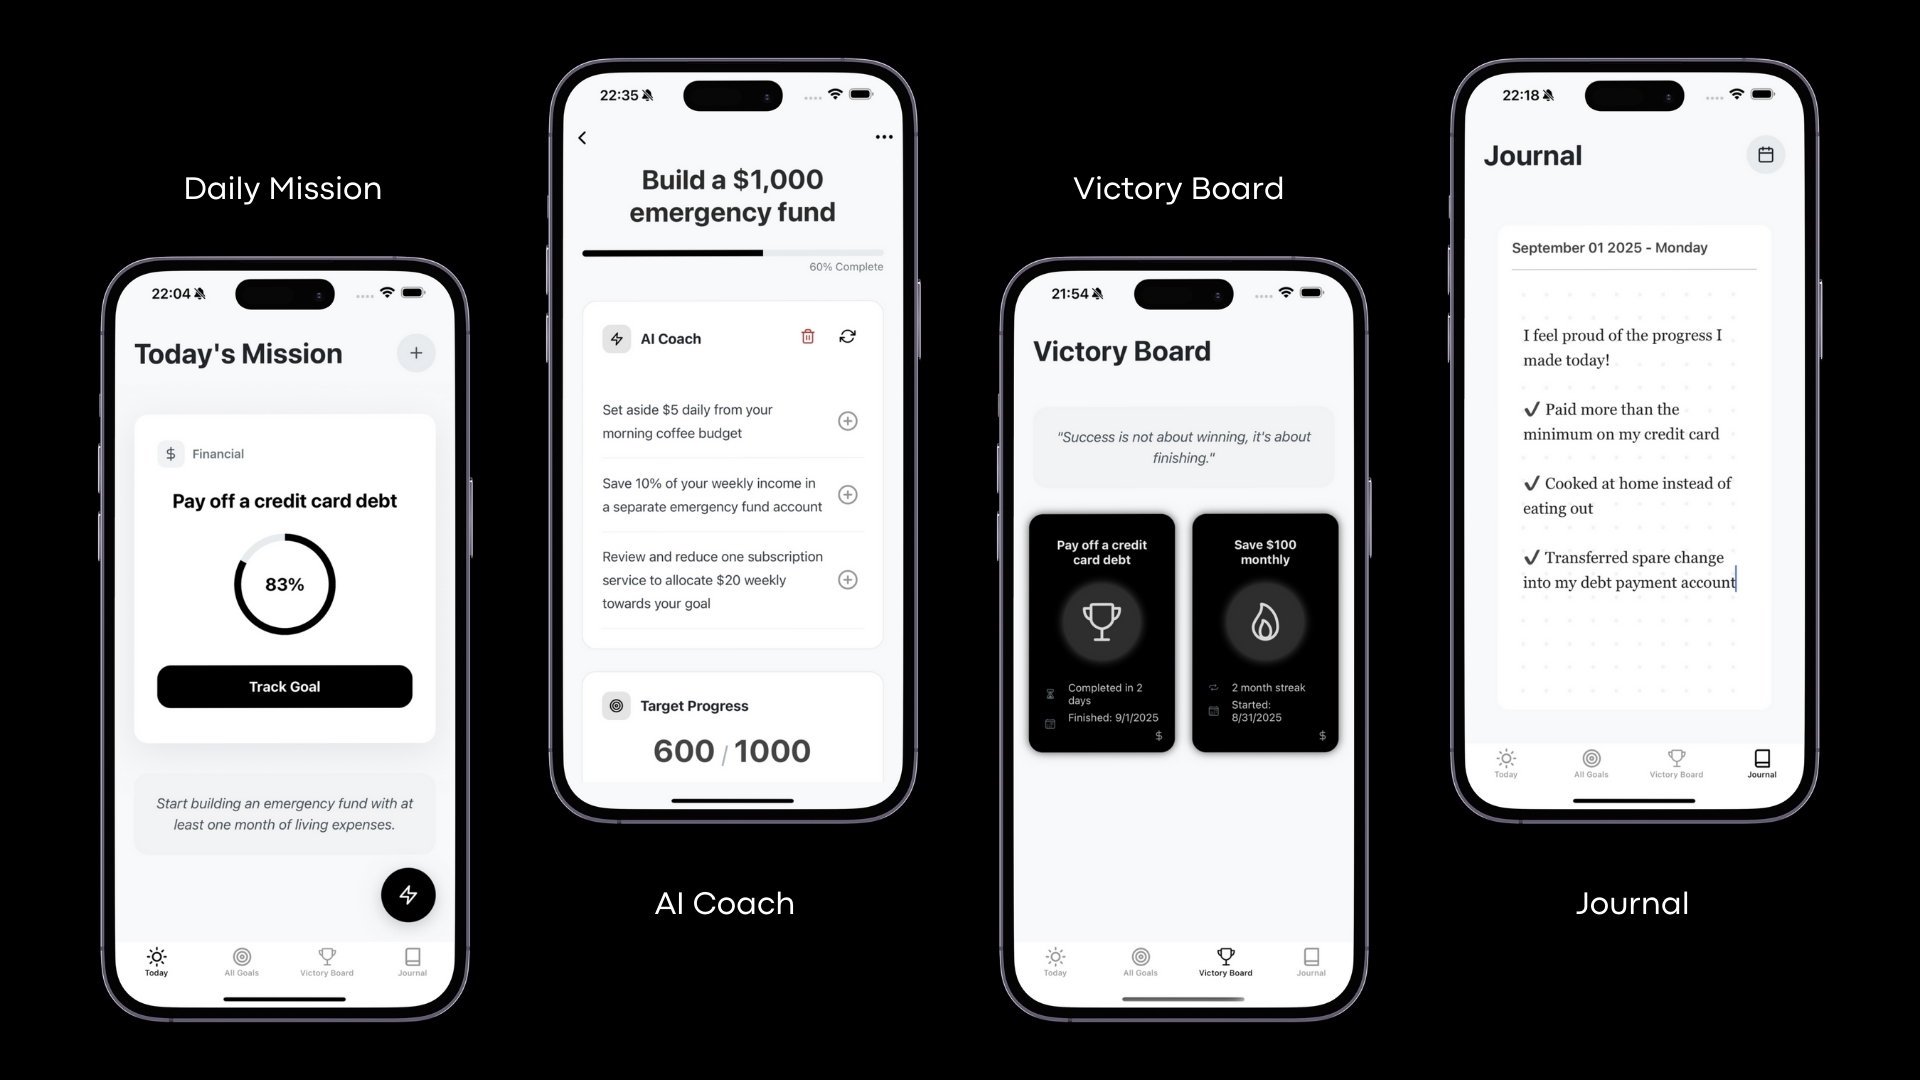 Daily Mission
22:04
Today's Mission
Financial
Pay off a credit card debt
83%
Track Goal
Start building an emergency fund with at
least one month of living expenses.
Today
All Goals
Victory Board
Journal
22:35
Build a $1,000
emergency fund
60% Complete
AI Coach
Set aside $5 daily from your
morning coffee budget
Save 10% of your weekly income in
a separate emergency fund account
Review and reduce one subscription
service to allocate $20 weekly
towards your goal
Target Progress
600 / 1000
AI Coach
Victory Board
21:54
Victory Board
"Success is not about winning, it's about
finishing."
Pay off a credit
card debt
Completed in 2
days
Finished: 9/1/2025
$
Save $100
monthly
2 month streak
Started:
8/31/2025
$
Today
All Goals
Victory Board
Journal
22:18
Journal
September 01 2025 - Monday
I feel proud of the progress I
made today!
✔ Paid more than the
minimum on my credit card
✔ Cooked at home instead of
eating out
✔ Transferred spare change
into my debt payment account
Today
All Goals
Victory Board
Journal
Journal